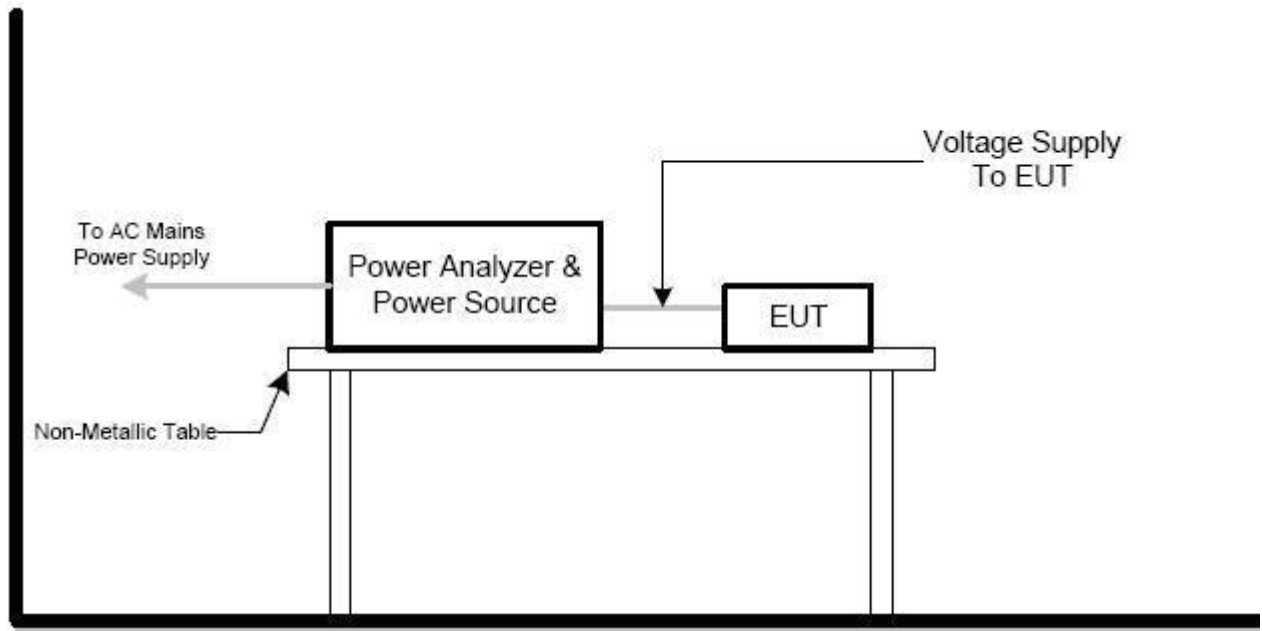 Voltage Supply
To EUT
To AC Mains
Power Supply
Power Analyzer &
Power Source
EUT
Non-Metallic Table